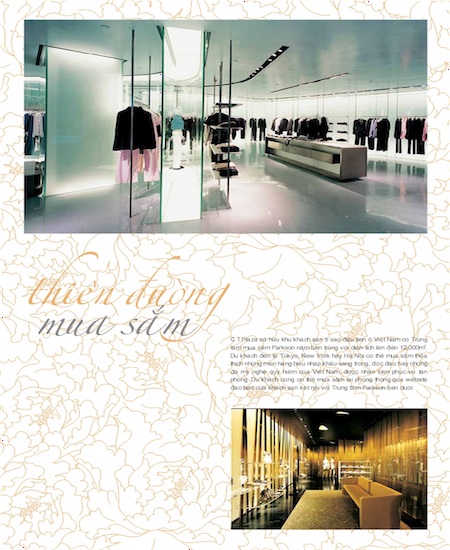 thiên đường
mua sắm
C.T Plaza sở hữu khu khách sạn 5 sao đầu tiên ở Việt Nam có Trung
tâm mua sắm Parkson nằm bên trong với diện tích lên đến 12,000m²
Du khách đến từ Tokyo, New York hay Hà Nội có thể mua sắm thỏa
thích những món hàng hiệu nhập khẩu sang trọng, độc đáo hay những
đồ mỹ nghệ quý hiếm của Việt Nam, được nhân viên phục vụ tận
phòng. Du khách cũng có thể mua sắm tại phòng thông qua website
đặc biệt của khách sạn kết nối với Trung tâm Parkson bên dưới.